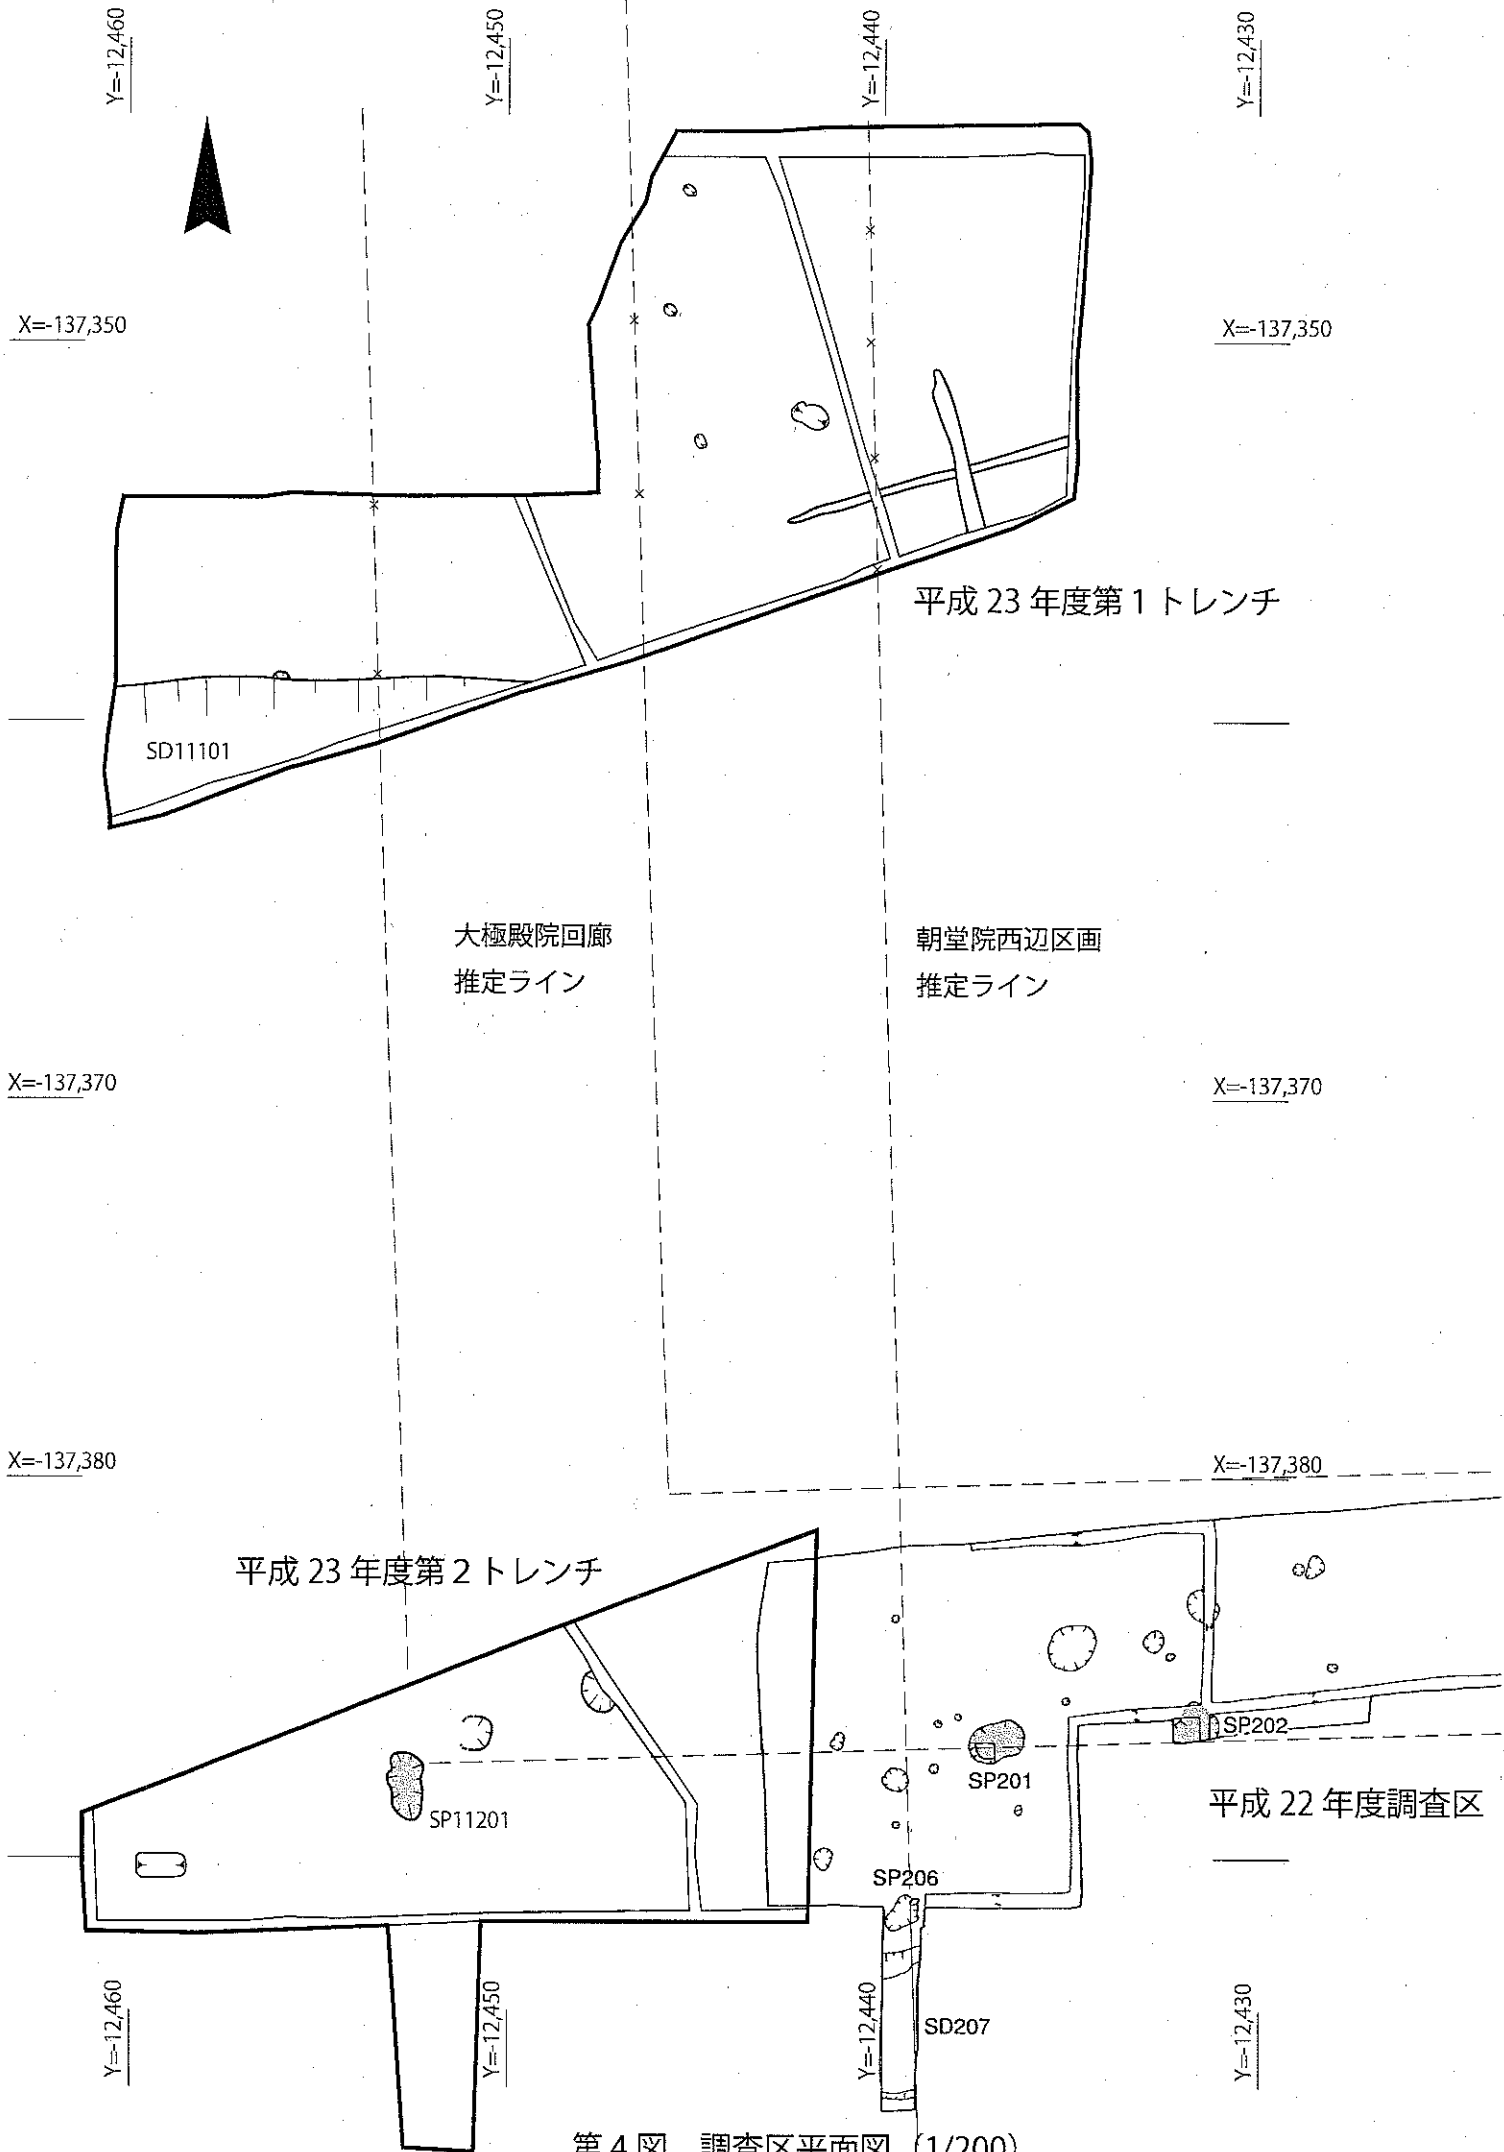 Y=-12,460
Y=-12,450
Y=-12,440
Y=-12,430
X=-137,350
X=-137,350
平成 23 年度第 1 トレンチ
SD11101
大極殿院回廊
推定ライン
朝堂院西辺区画
推定ライン
X=-137,370
X=-137,370
X=-137,380
X=-137,380
平成 23 年度第 2 トレンチ
SP202
SP201
平成 22 年度調査区
SP11201
SP206
Y=-12,460
Y=-12,450
Y=-12,440
Y=-12,430
SD207
第 4 図 調査区平面図 (1/200)